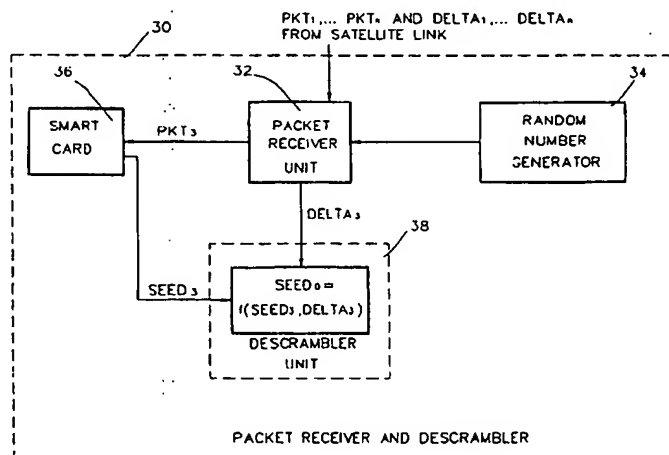 PKT₁,... PKTₙ AND DELTA₁,... DELTAₙ
FROM SATELLITE LINK
30
36
32
34
SMART
CARD
PKT₃
PACKET
RECEIVER
UNIT
RANDOM
NUMBER
GENERATOR
DELTA₃
38
SEED₃
SEED₀=
f(SEED₃,DELTA₃)
DESCRAMBLER
UNIT
PACKET RECEIVER AND DESCRAMBLER